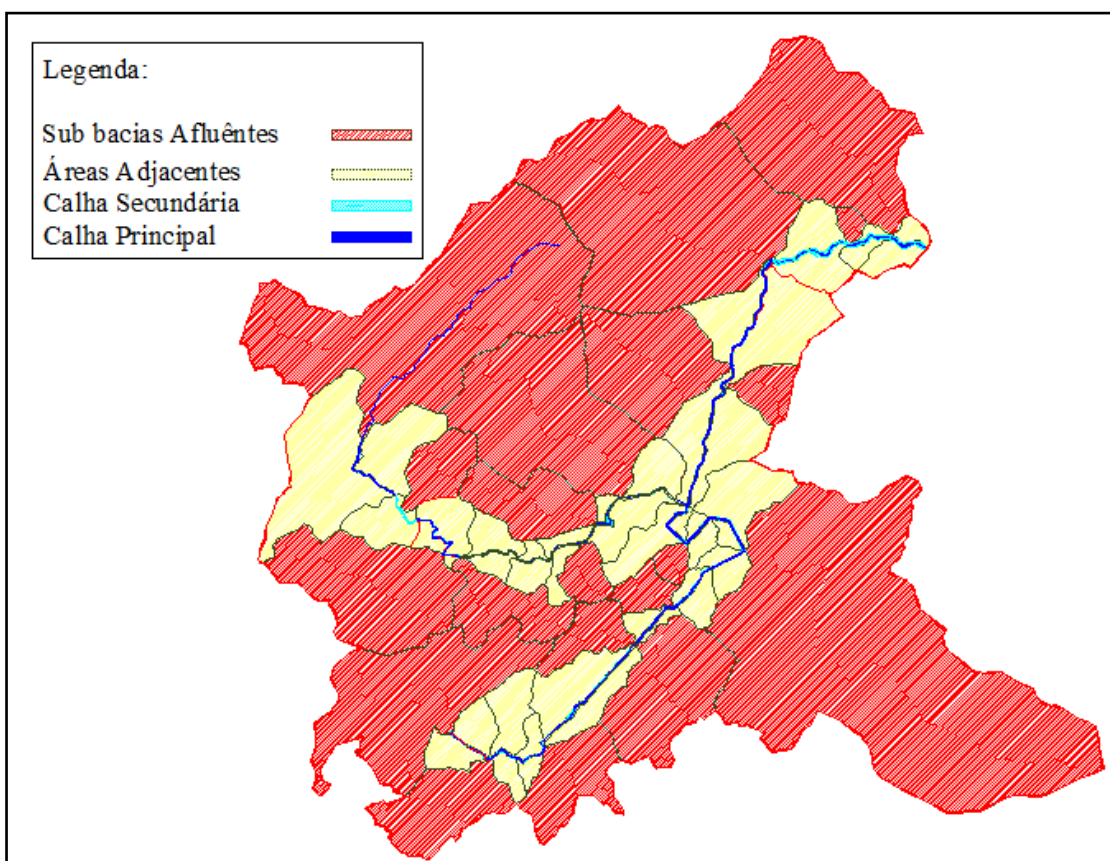 Legenda:
Sub bacias Afluêntes
Áreas Adjacentes
Calha Secundária
Calha Principal